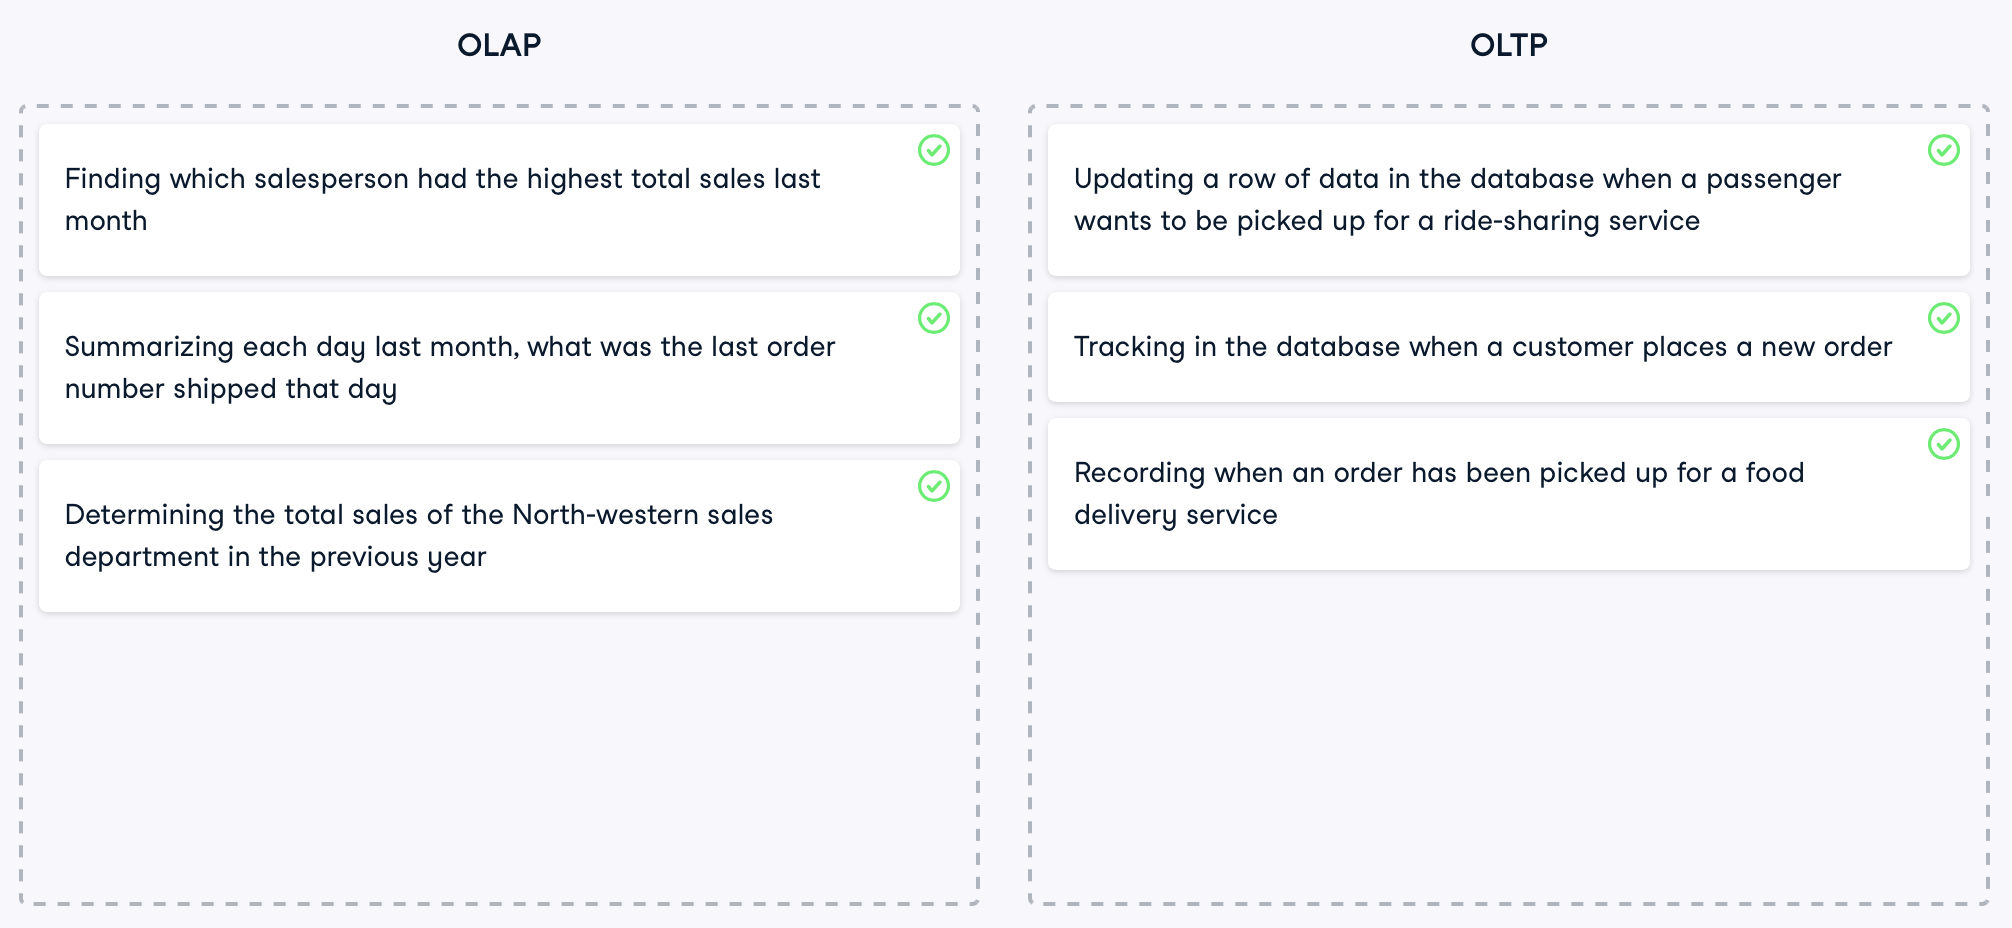 OLAP
Finding which salesperson had the highest total sales last
month
Summarizing each day last month, what was the last order
number shipped that day
Determining the total sales of the North-western sales
department in the previous year
OLTP
Updating a row of data in the database when a passenger
wants to be picked up for a ride-sharing service
Tracking in the database when a customer places a new order
Recording when an order has been picked up for a food
delivery service